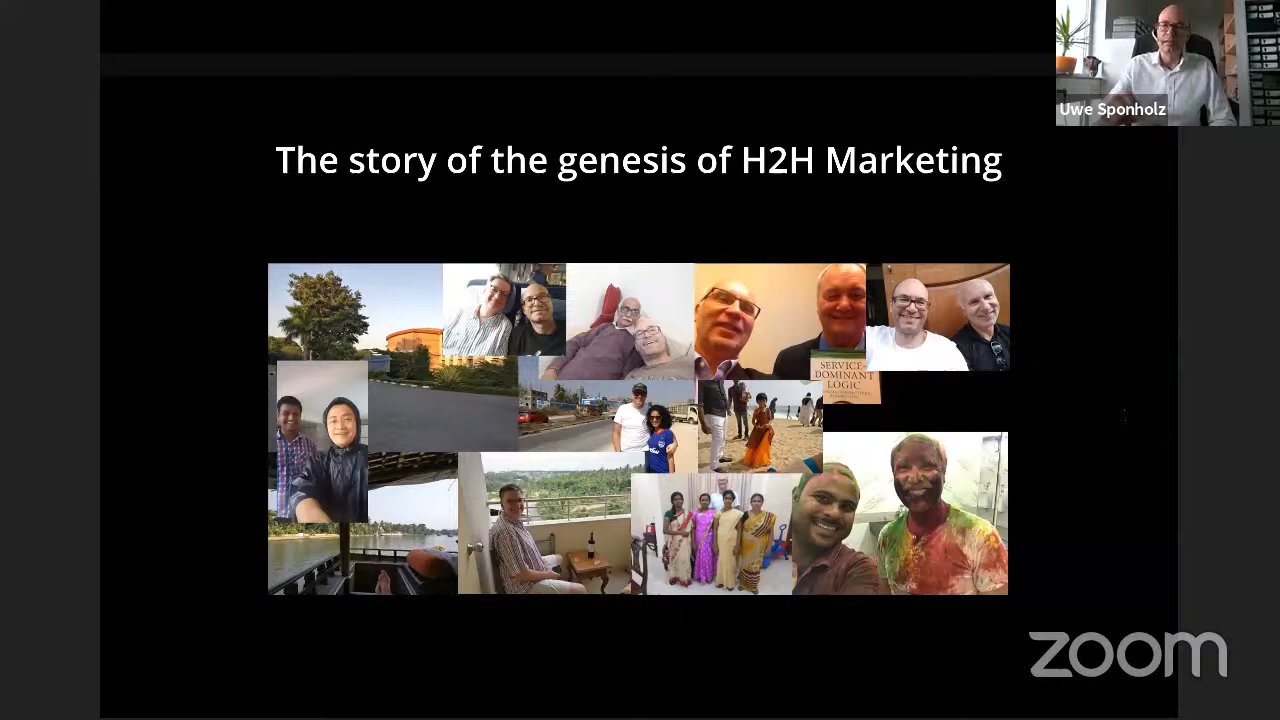 Uwe Sponholz
The story of the genesis of H2H Marketing
SERVICE-
DOMINANT
LOGIC
zoom